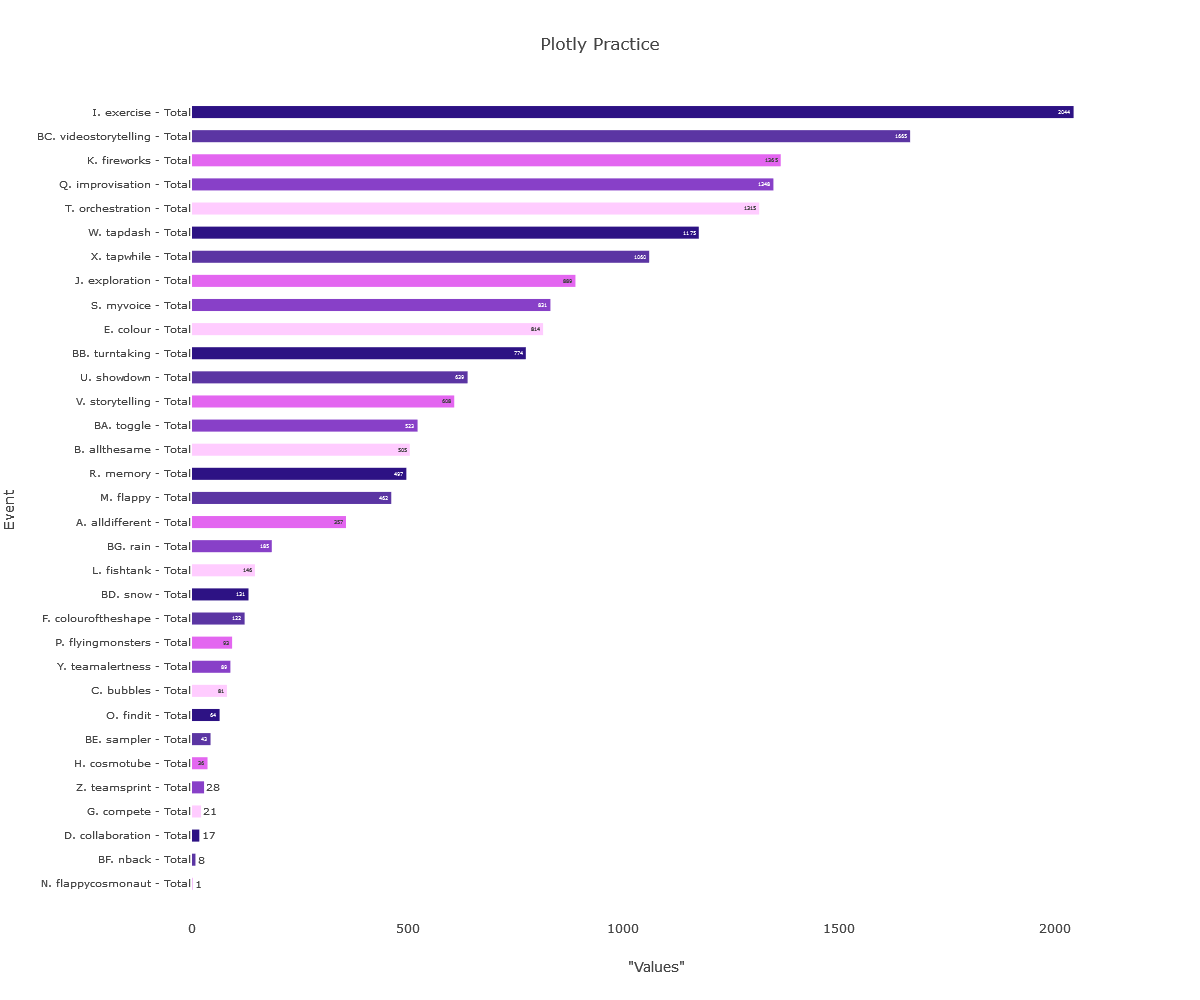 Plotly Practice
I. exercise - Total 2044
BC. videostorytelling - Total 1665
K. fireworks - Total 1365
Q. improvisation - Total 1348
T. orchestration - Total 1315
W. tapdash - Total 1175
X. tapwhile - Total 1060
J. exploration - Total 889
S. myvoice - Total 831
E. colour - Total 814
BB. turntaking - Total 774
U. showdown - Total 639
V. storytelling - Total 608
BA. toggle - Total 523
B. allthesame - Total 505
R. memory - Total 497
M. flappy - Total 462
A. alldifferent - Total 357
BG. rain - Total 185
L. fishtank - Total 146
BD. snow - Total 131
F. colouroftheshape - Total 122
P. flyingmonsters - Total 93
Y. teamalertness - Total 89
C. bubbles - Total 81
O. findit - Total 64
BE. sampler - Total 43
H. cosmotube - Total 36
Z. teamsprint - Total 28
G. compete - Total 21
D. collaboration - Total 17
BF. nback - Total 8
N. flappycosmonaut - Total 1
Event
0 500 1000 1500 2000
"Values"